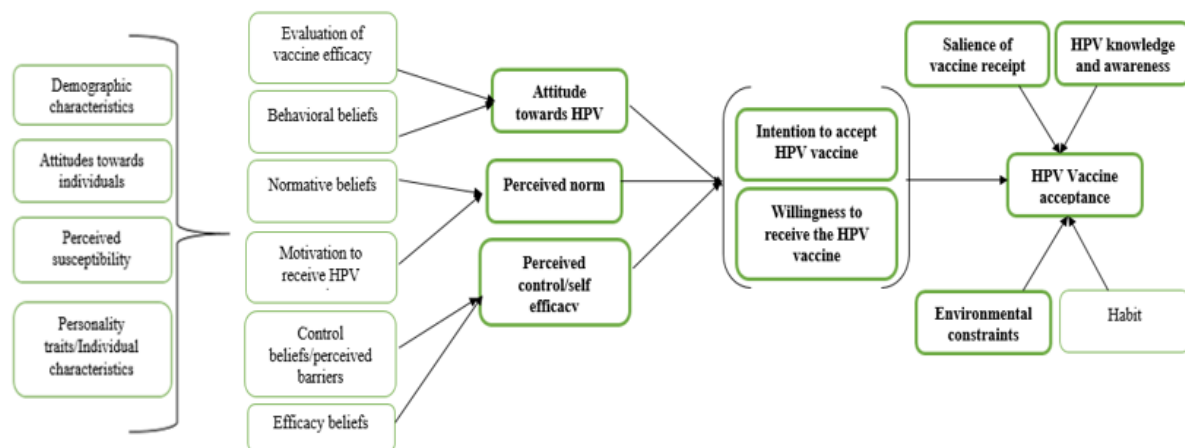 Demographic
characteristics
Attitudes towards
individuals
Perceived
susceptibility
Personality
traits/Individual
characteristics
Evaluation of
vaccine efficacy
Behavioral beliefs
Normative beliefs
Motivation to
receive HPV
Control
beliefs/perceived
barriers
Efficacy beliefs
Attitude
towards HPV
Perceived norm
Perceived
control/self
efficacy
Intention to accept
HPV vaccine
Willingness to
receive the HPV
vaccine
Salience of
vaccine receipt
HPV knowledge
and awareness
HPV Vaccine
acceptance
Environmental
constraints
Habit